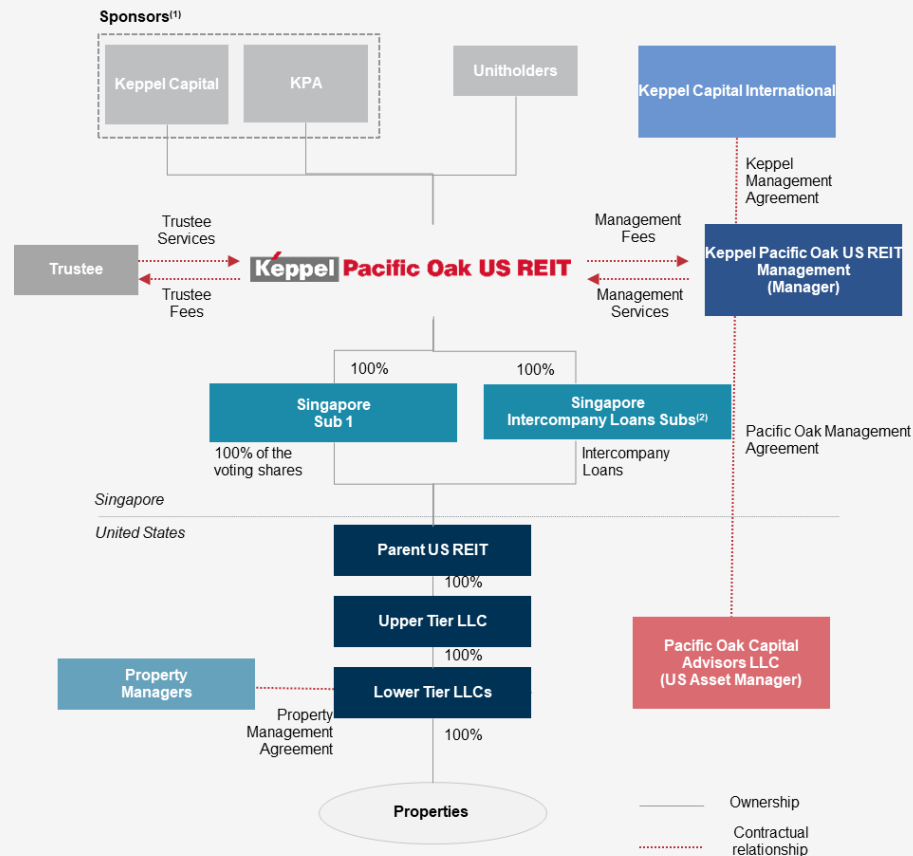 Sponsors(1)
Keppel Capital
KPA
Unitholders
Keppel Capital International
Keppel
Management
Agreement
Trustee
Services
Management
Fees
Trustee
Keppel Pacific Oak US REIT
Keppel Pacific Oak US REIT
Management
(Manager)
Trustee
Fees
Management
Services
100%
100%
Singapore
Sub 1
Singapore
Intercompany Loans Subs(2)
Pacific Oak Management
Agreement
100% of the
voting shares
Intercompany
Loans
Singapore
United States
Parent US REIT
100%
Upper Tier LLC
100%
Pacific Oak Capital
Advisors LLC
(US Asset Manager)
Property
Managers
Lower Tier LLCs
Property
Management
Agreement
100%
Properties
Ownership
Contractual
relationship